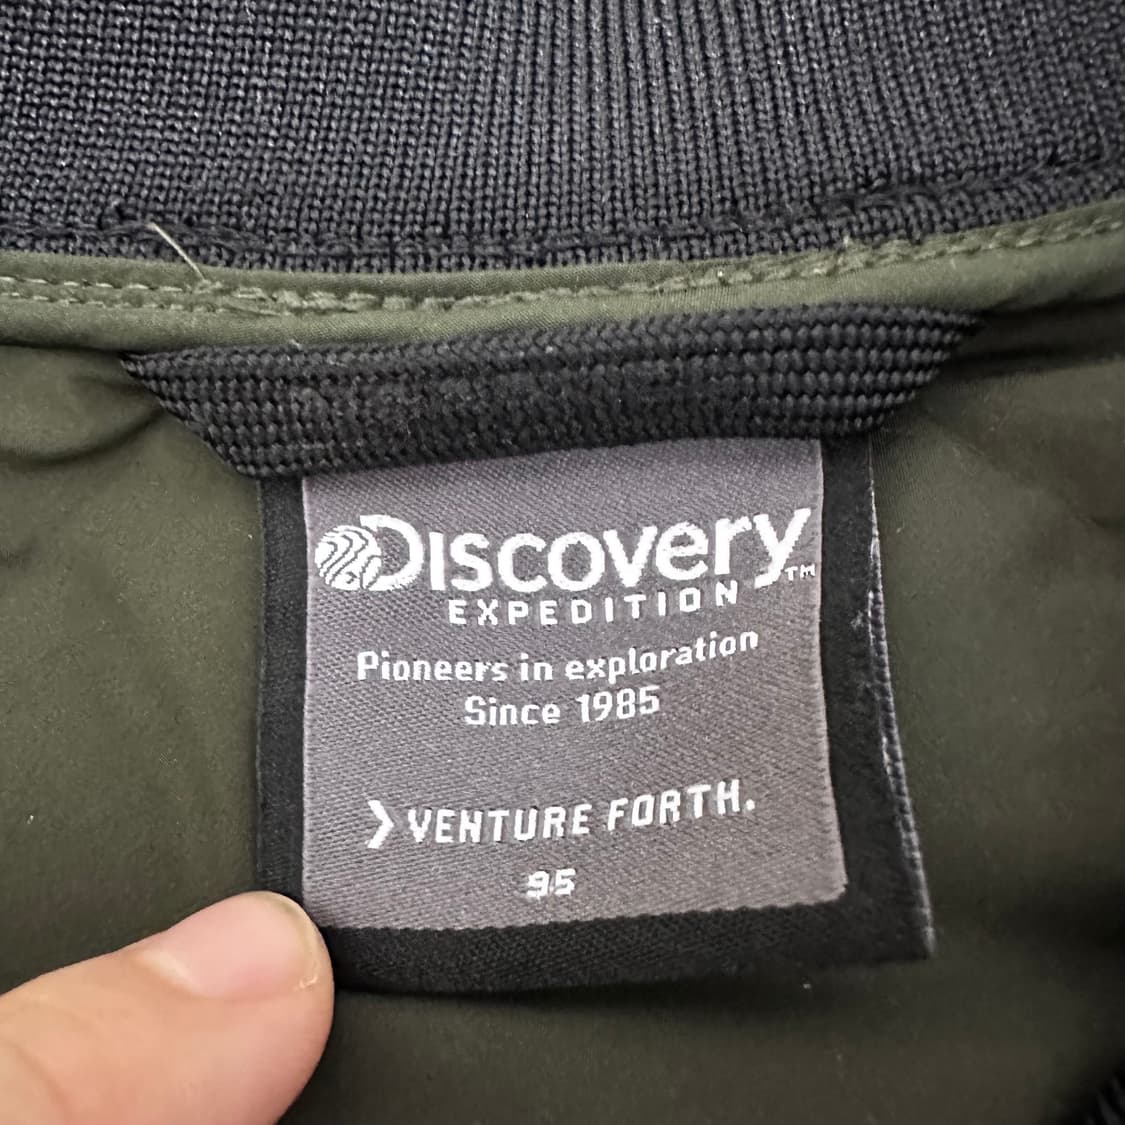 Discovery™
EXPEDITION
Pioneers in exploration
Since 1985
❯VENTURE FORTH.
95